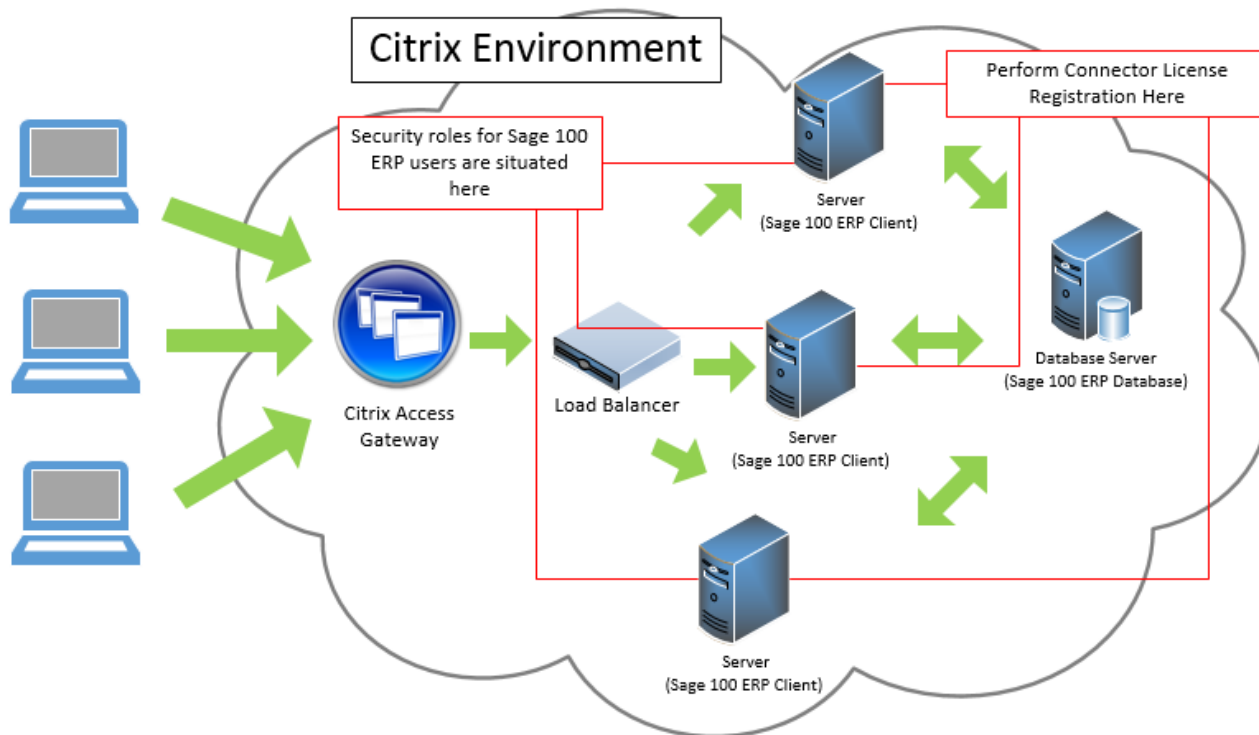 Citrix Environment
Perform Connector License
Registration Here
Security roles for Sage 100
ERP users are situated
here
Server
(Sage 100 ERP Client)
Citrix Access
Gateway
Load Balancer
Server
(Sage 100 ERP Client)
Database Server
(Sage 100 ERP Database)
Server
(Sage 100 ERP Client)